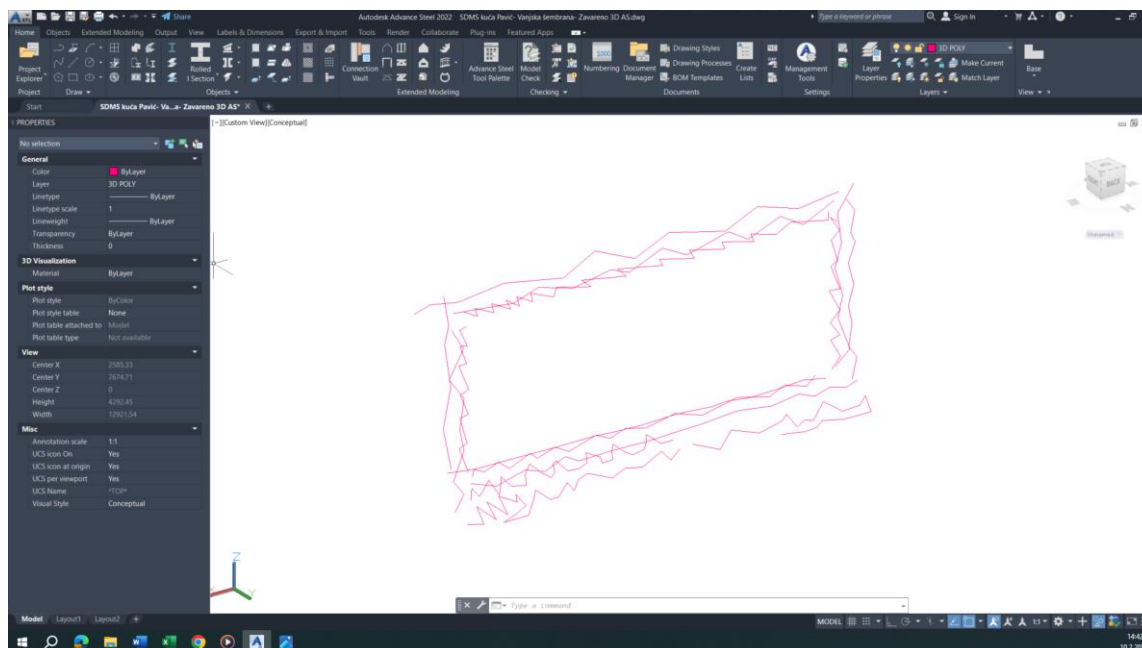 Share
Autodesk Advance Steel 2022 SDMS kuća Pavić- Vanjska šembrana- Zavareno 3D AS.dwg
Type a keyword or phrase
Sign In
Home Objects Extended Modeling Output View Labels & Dimensions Export & Import Tools Render Collaborate Plug-ins Featured Apps
Project Explorer
Rolled I Section
Connection Vault
Advance Steel Tool Palette
Model Check
Numbering
Document Manager
Drawing Styles
Drawing Processes
BOM Templates
Create Lists
Management Tools
Layer Properties
3D POLY
Make Current
Match Layer
Base
Project Draw Objects Extended Modeling Checking Documents Settings Layers View
Start SDMS kuća Pavić- Va...a- Zavareno 3D AS*
PROPERTIES
[−][Custom View][Conceptual]
No selection
General
Color ByLayer
Layer 3D POLY
Linetype ByLayer
Linetype scale 1
Lineweight ByLayer
Transparency ByLayer
Thickness 0
3D Visualization
Material ByLayer
Plot style
Plot style ByColor
Plot style table None
Plot table attached to Model
Plot table type Not available
View
Center X 2585.33
Center Y 7674.71
Center Z 0
Height 4292.45
Width 12921.54
Misc
Annotation scale 1:1
UCS icon On Yes
UCS icon at origin Yes
UCS per viewport Yes
UCS Name *TOP*
Visual Style Conceptual
BACK
Unnamed
Z
Type a command
Model Layout1 Layout2
MODEL
1:1